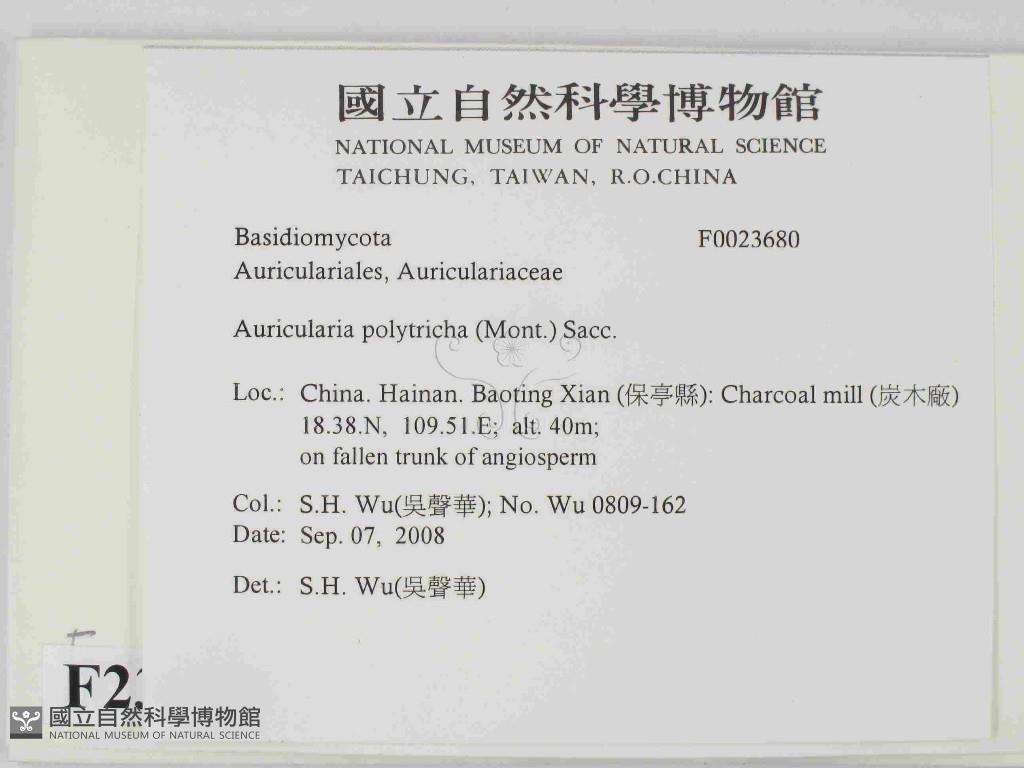 國立自然科學博物館
NATIONAL MUSEUM OF NATURAL SCIENCE
TAICHUNG, TAIWAN, R.O.CHINA
Basidiomycota F0023680
Auriculariales, Auriculariaceae
Auricularia polytricha (Mont.) Sacc.
Loc.: China. Hainan. Baoting Xian (保亭縣): Charcoal mill (炭木廠)
18.38.N, 109.51.E; alt. 40m;
on fallen trunk of angiosperm
Col.: S.H. Wu(吳聲華); No. Wu 0809-162
Date: Sep. 07, 2008
Det.: S.H. Wu(吳聲華)
國立自然科學博物館
NATIONAL MUSEUM OF NATURAL SCIENCE